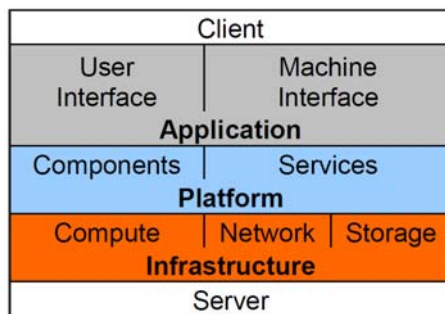 Client
User Machine
Interface Interface
Application
Components Services
Platform
Compute Network Storage
Infrastructure
Server